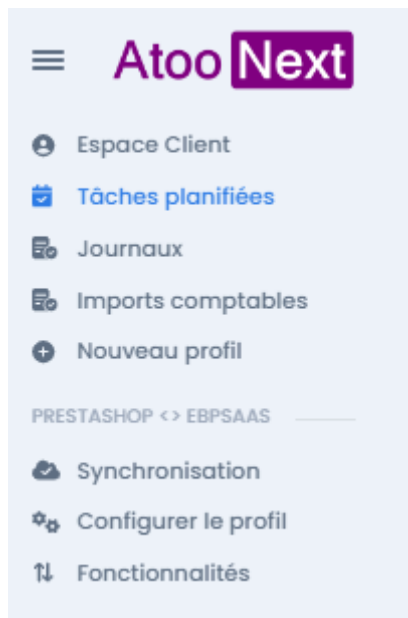 Atoo Next
Espace Client
Tâches planifiées
Journaux
Imports comptables
Nouveau profil
PRESTASHOP <> EBPSAAS
Synchronisation
Configurer le profil
Fonctionnalités